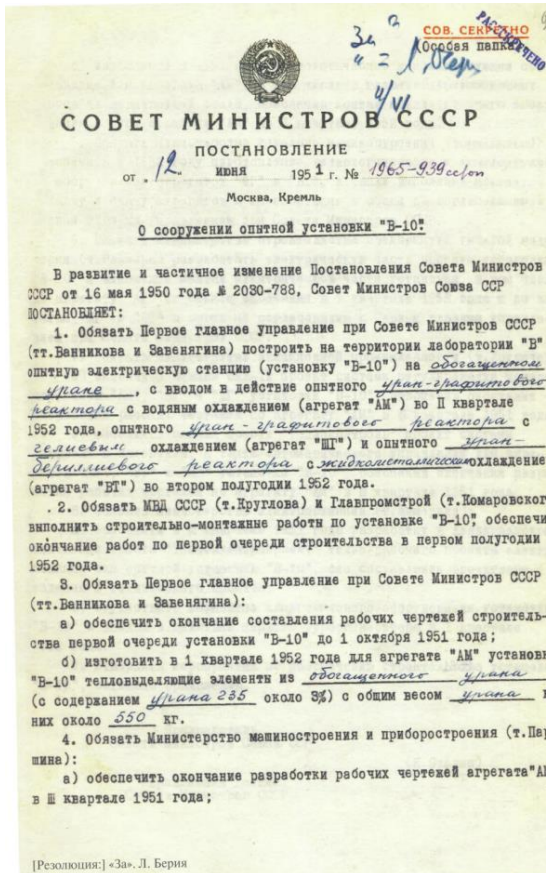 СОВ. СЕКРЕТНО
РАССЕКРЕЧЕНО
(Особая папка
За
4/VI
СОВЕТ МИНИСТРОВ СССР
ПОСТАНОВЛЕНИЕ
от „12 июня 1951 г. № 1965-939
Москва, Кремль
О сооружении опытной установки "В-10".
В развитие и частичное изменение Постановления Совета Министров
СССР от 16 мая 1950 года № 2030-788, Совет Министров Союза ССР
ПОСТАНОВЛЯЕТ:
1. Обязать Первое главное управление при Совете Министров СССР
(тт.Ванникова и Завенягина) построить на территории лаборатории "В"
опытную электрическую станцию (установку "В-10") на обогащенном
уране, с вводом в действие опытного уран-графитового
реактора с водяным охлаждением (агрегат "АМ") во II квартале
1952 года, опытного уран-графитового реактора с
гелиевым охлаждением (агрегат "ШГ") и опытного уран-
бериллиевого реактора с жидкометаллическим охлаждение
(агрегат "ВТ") во втором полугодии 1952 года.
2. Обязать МВД СССР (т.Круглова) и Главпромстрой (т.Комаровског
выполнить строительно-монтажные работы по установке "В-10", обеспечи
окончание работ по первой очереди строительства в первом полугодии
1952 года.
3. Обязать Первое главное управление при Совете Министров СССР
(тт.Ванникова и Завенягина):
а) обеспечить окончание составления рабочих чертежей строитель-
ства первой очереди установки "В-10" до 1 октября 1951 года;
б) изготовить в 1 квартале 1952 года для агрегата "АМ" установ
"В-10" тепловыделяющие элементы из обогащенного урана
(с содержанием урана 235 около 3%) с общим весом урана в
них около 550 кг.
4. Обязать Министерство машиностроения и приборостроения (т.Пар
шина):
а) обеспечить окончание разработки рабочих чертежей агрегата"АМ
в Ш квартале 1951 года;
[Резолюция:] «За». Л. Берия